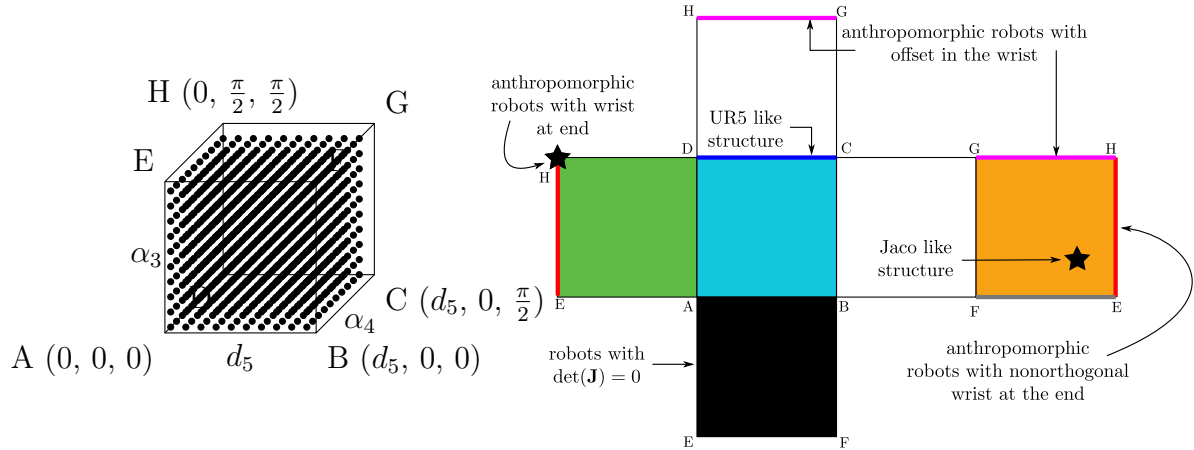 H (0, π/2, π/2)
G
E
F
α₃
D
C (d₅, 0, π/2)
α₄
A (0, 0, 0)
d₅
B (d₅, 0, 0)
H
G
anthropomorphic robots with
offset in the wrist
anthropomorphic
robots with wrist
at end
UR5 like
structure
D
C
G
H
H
Jaco like
structure
E
A
B
F
E
robots with
det(J) = 0
anthropomorphic
robots with nonorthogonal
wrist at the end
E
F